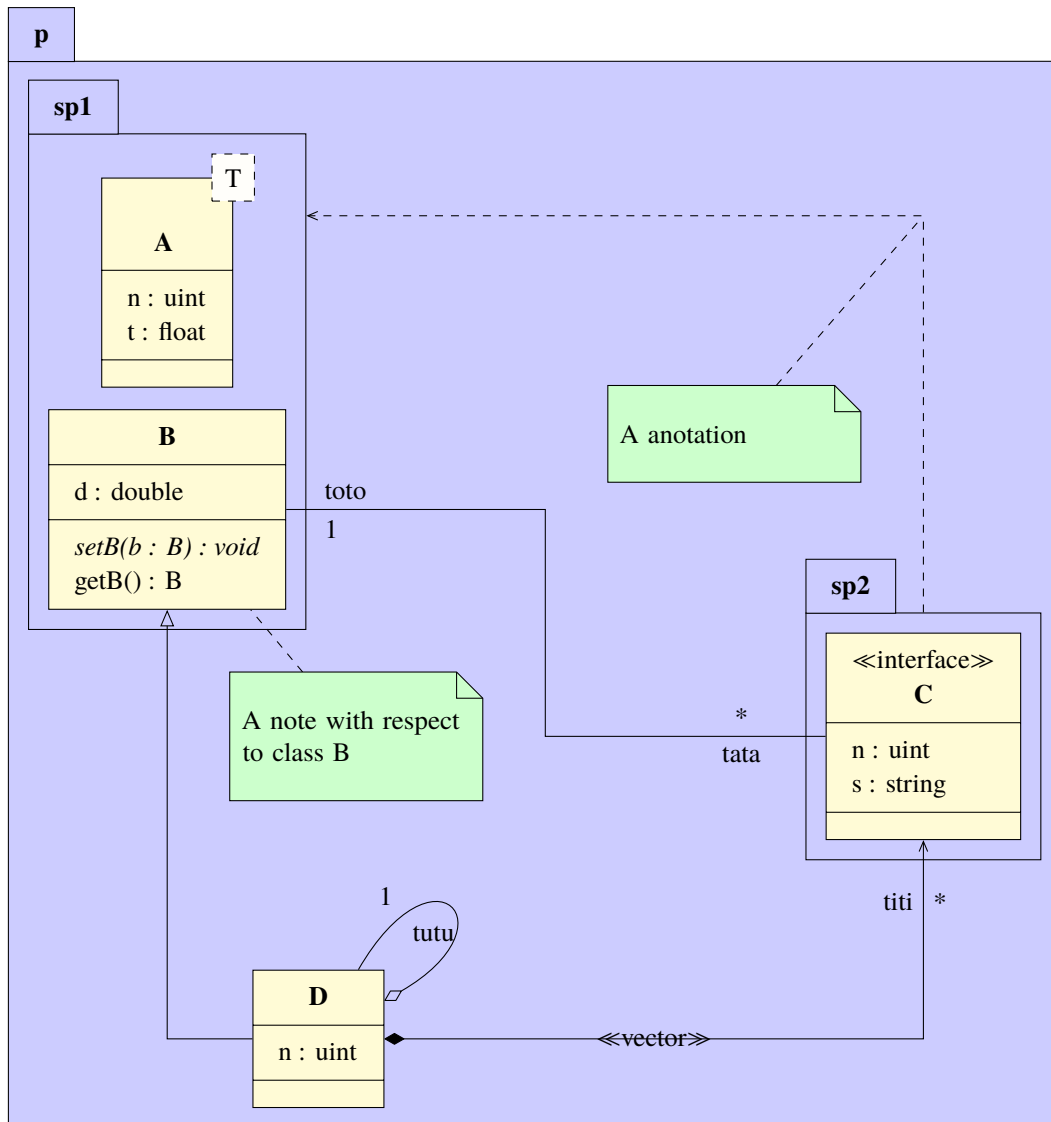 p
sp1
T
A
n : uint
t : float
B
d : double
setB(b : B) : void
getB() : B
toto
1
A anotation
sp2
≪interface≫
C
n : uint
s : string
*
tata
A note with respect
to class B
titi
*
1
tutu
D
n : uint
≪vector≫